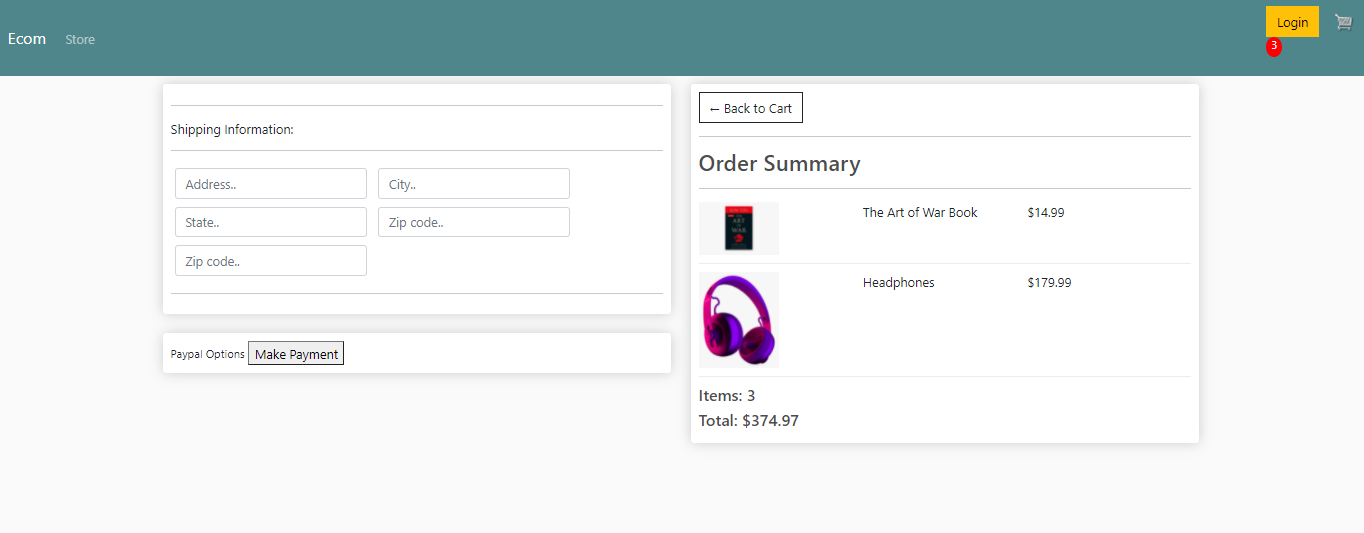 Ecom Store
Login
3
Shipping Information:
Address.. City..
State.. Zip code..
Zip code..
Paypal Options Make Payment
← Back to Cart
Order Summary
THE ART OF WAR
The Art of War Book $14.99
Headphones $179.99
Items: 3
Total: $374.97